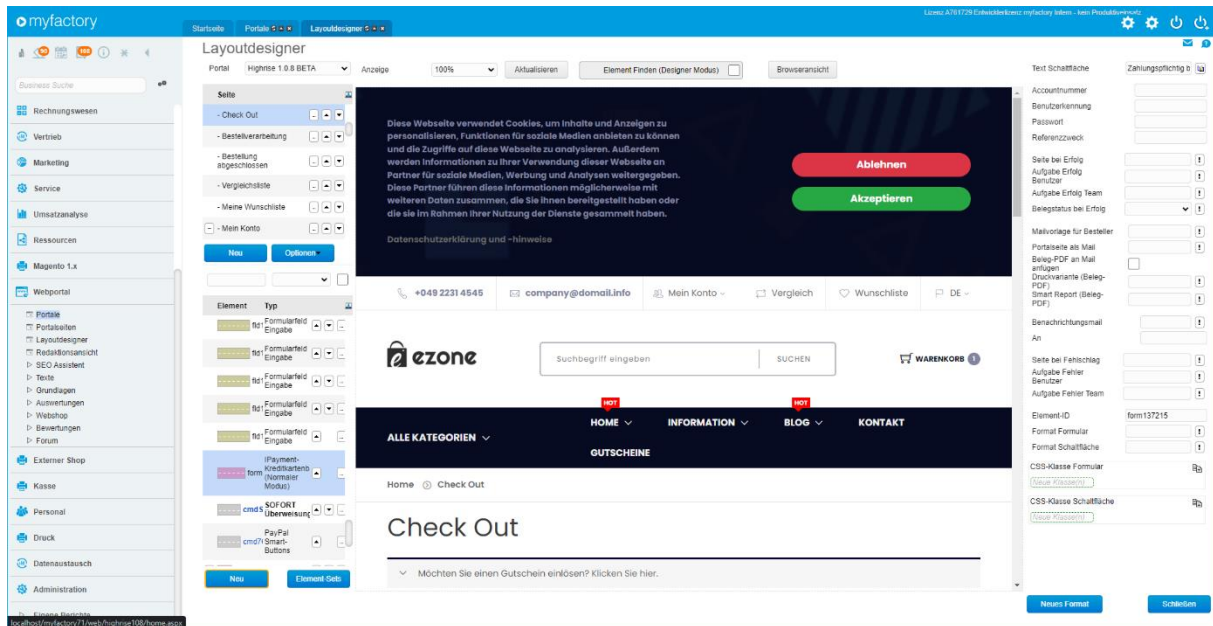 myfactory
Startseite
Portale
Layoutdesigner
Lizenz A761729 Entwicklerlizenz myfactory Intern - kein Produktiveinsatz
Business Suche
Rechnungswesen
Vertrieb
Marketing
Service
Umsatzanalyse
Ressourcen
Magento 1.x
Webportal
Portale
Portalseiten
Layoutdesigner
Redaktionsansicht
SEO Assistent
Texte
Grundlagen
Auswertungen
Webshop
Bewertungen
Forum
Externer Shop
Kasse
Personal
Druck
Datenaustausch
Administration
Eigene Berichte
localhost/myfactory71/web/highrise108/home.aspx
Layoutdesigner
Portal Highrise 1.0.8 BETA Anzeige 100% Aktualisieren Element Finden (Designer Modus) Browseransicht
Seite
- Check Out
- Bestellverarbeitung
- Bestellung
abgeschlossen
- Vergleichsliste
- Meine Wunschliste
- Mein Konto
Neu Optionen
Element Typ
fld1 Formularfeld
Eingabe
fld1 Formularfeld
Eingabe
fld1 Formularfeld
Eingabe
fld1 Formularfeld
Eingabe
fld1 Formularfeld
Eingabe
form IPayment-
Kreditkartenb
(Normaler
Modus)
cmdS SOFORT
Überweisung
cmd7 PayPal
Smart-
Buttons
Neu Element-Sets
Diese Webseite verwendet Cookies, um Inhalte und Anzeigen zu
personalisieren, Funktionen für soziale Medien anbieten zu können
und die Zugriffe auf diese Website zu analysieren. Außerdem
werden Informationen zu Ihrer Verwendung dieser Webseite an
Partner für soziale Medien, Werbung und Analysen weitergegeben.
Diese Partner führen diese Informationen möglicherweise mit
weiteren Daten zusammen, die Sie ihnen bereitgestellt haben oder
die sie im Rahmen Ihrer Nutzung der Dienste gesammelt haben.
Datenschutzerklärung und -hinweise
Ablehnen
Akzeptieren
+049 2231 4545 company@domail.info Mein Konto Vergleich Wunschliste DE
ezone
Suchbegriff eingeben SUCHEN
WARENKORB 1
HOT HOT
ALLE KATEGORIEN
HOME INFORMATION BLOG KONTAKT
GUTSCHEINE
Home Check Out
Check Out
Möchten Sie einen Gutschein einlösen? Klicken Sie hier.
Text Schaltfläche Zahlungspflichtig b
Accountnummer
Benutzerkennung
Passwort
Referenzzweck
Seite bei Erfolg
Aufgabe Erfolg
Benutzer
Aufgabe Erfolg Team
Belegstatus bei Erfolg
Mailvorlage für Besteller
Portalseite als Mail
Beleg-PDF an Mail
anfügen
Druckvariante (Beleg-
PDF)
Smart Report (Beleg-
PDF)
Benachrichtungsmail
An
Seite bei Fehlschlag
Aufgabe Fehler
Benutzer
Aufgabe Fehler Team
Element-ID form137215
Format Formular
Format Schaltfläche
CSS-Klasse Formular
[Neue Klasse(n)]
CSS-Klasse Schaltfläche
[Neue Klasse(n)]
Neues Format Schließen